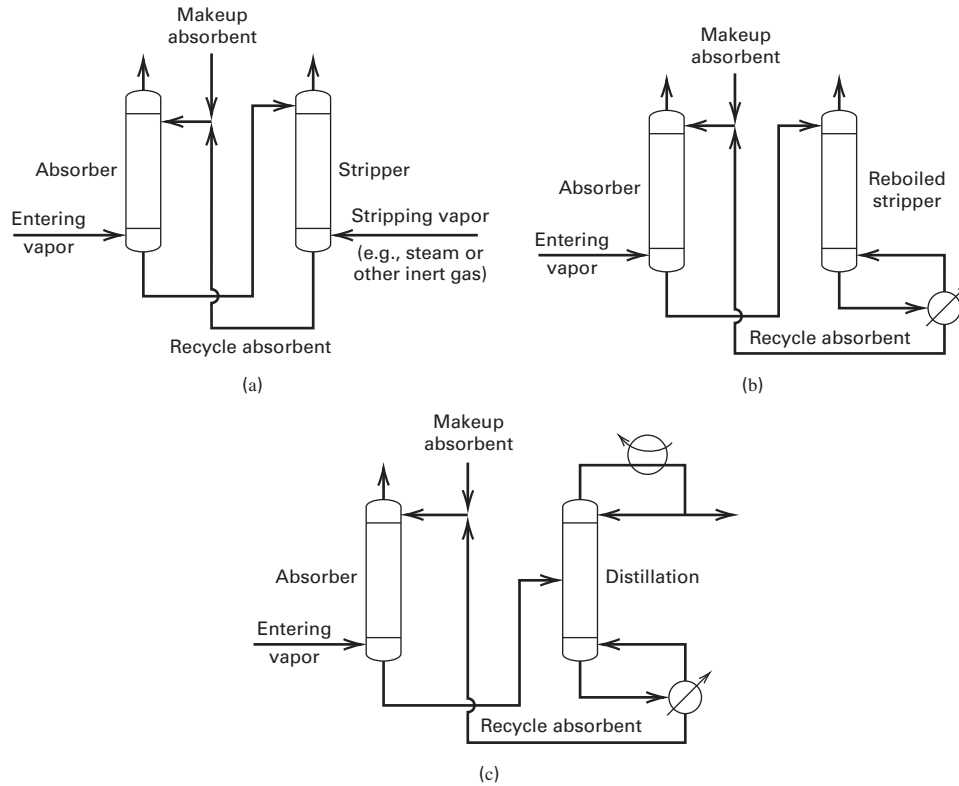 Makeup
absorbent
Absorber
Stripper
Entering
vapor
Stripping vapor
(e.g., steam or
other inert gas)
Recycle absorbent
(a)
Makeup
absorbent
Absorber
Reboiled
stripper
Entering
vapor
Recycle absorbent
(b)
Makeup
absorbent
Absorber
Distillation
Entering
vapor
Recycle absorbent
(c)